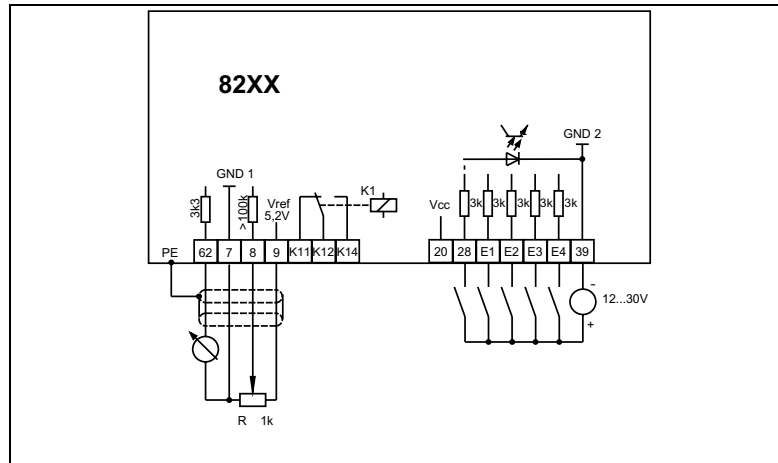 82XX
GND 2
GND 1
K1
3k3
>100k
Vref
5,2V
Vcc
3k
3k
3k
3k
3k
PE
62
7
8
9
K11
K12
K14
20
28
E1
E2
E3
E4
39
-
12...30V
+
R 1k